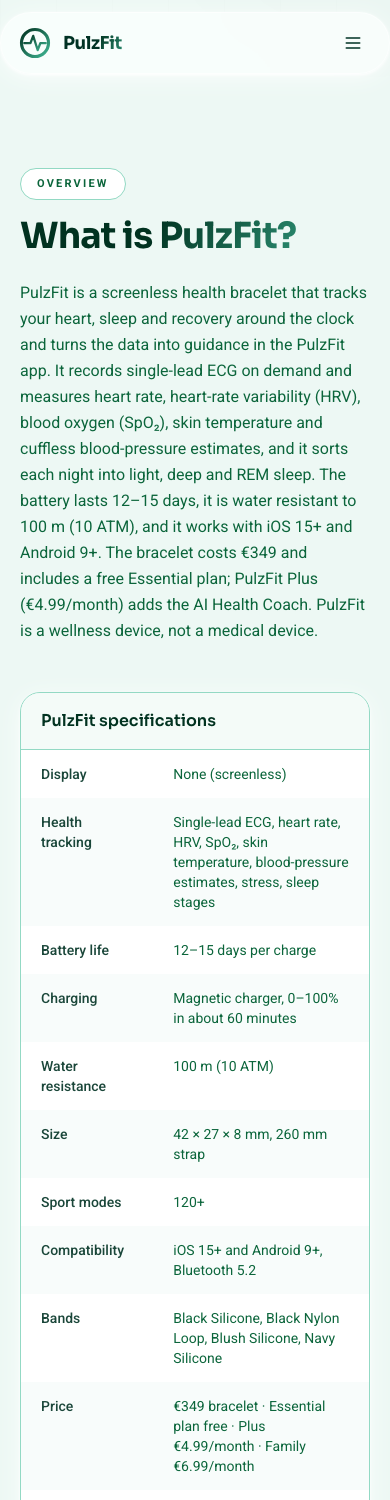 PulzFit
OVERVIEW
What is PulzFit?
PulzFit is a screenless health bracelet that tracks
your heart, sleep and recovery around the clock
and turns the data into guidance in the PulzFit
app. It records single-lead ECG on demand and
measures heart rate, heart-rate variability (HRV),
blood oxygen (SpO₂), skin temperature and
cuffless blood-pressure estimates, and it sorts
each night into light, deep and REM sleep. The
battery lasts 12–15 days, it is water resistant to
100 m (10 ATM), and it works with iOS 15+ and
Android 9+. The bracelet costs €349 and
includes a free Essential plan; PulzFit Plus
(€4.99/month) adds the AI Health Coach. PulzFit
is a wellness device, not a medical device.
PulzFit specifications
Display
None (screenless)
Health
tracking
Single-lead ECG, heart rate,
HRV, SpO₂, skin
temperature, blood-pressure
estimates, stress, sleep
stages
Battery life
12–15 days per charge
Charging
Magnetic charger, 0–100%
in about 60 minutes
Water
resistance
100 m (10 ATM)
Size
42 × 27 × 8 mm, 260 mm
strap
Sport modes
120+
Compatibility
iOS 15+ and Android 9+,
Bluetooth 5.2
Bands
Black Silicone, Black Nylon
Loop, Blush Silicone, Navy
Silicone
Price
€349 bracelet · Essential
plan free · Plus
€4.99/month · Family
€6.99/month